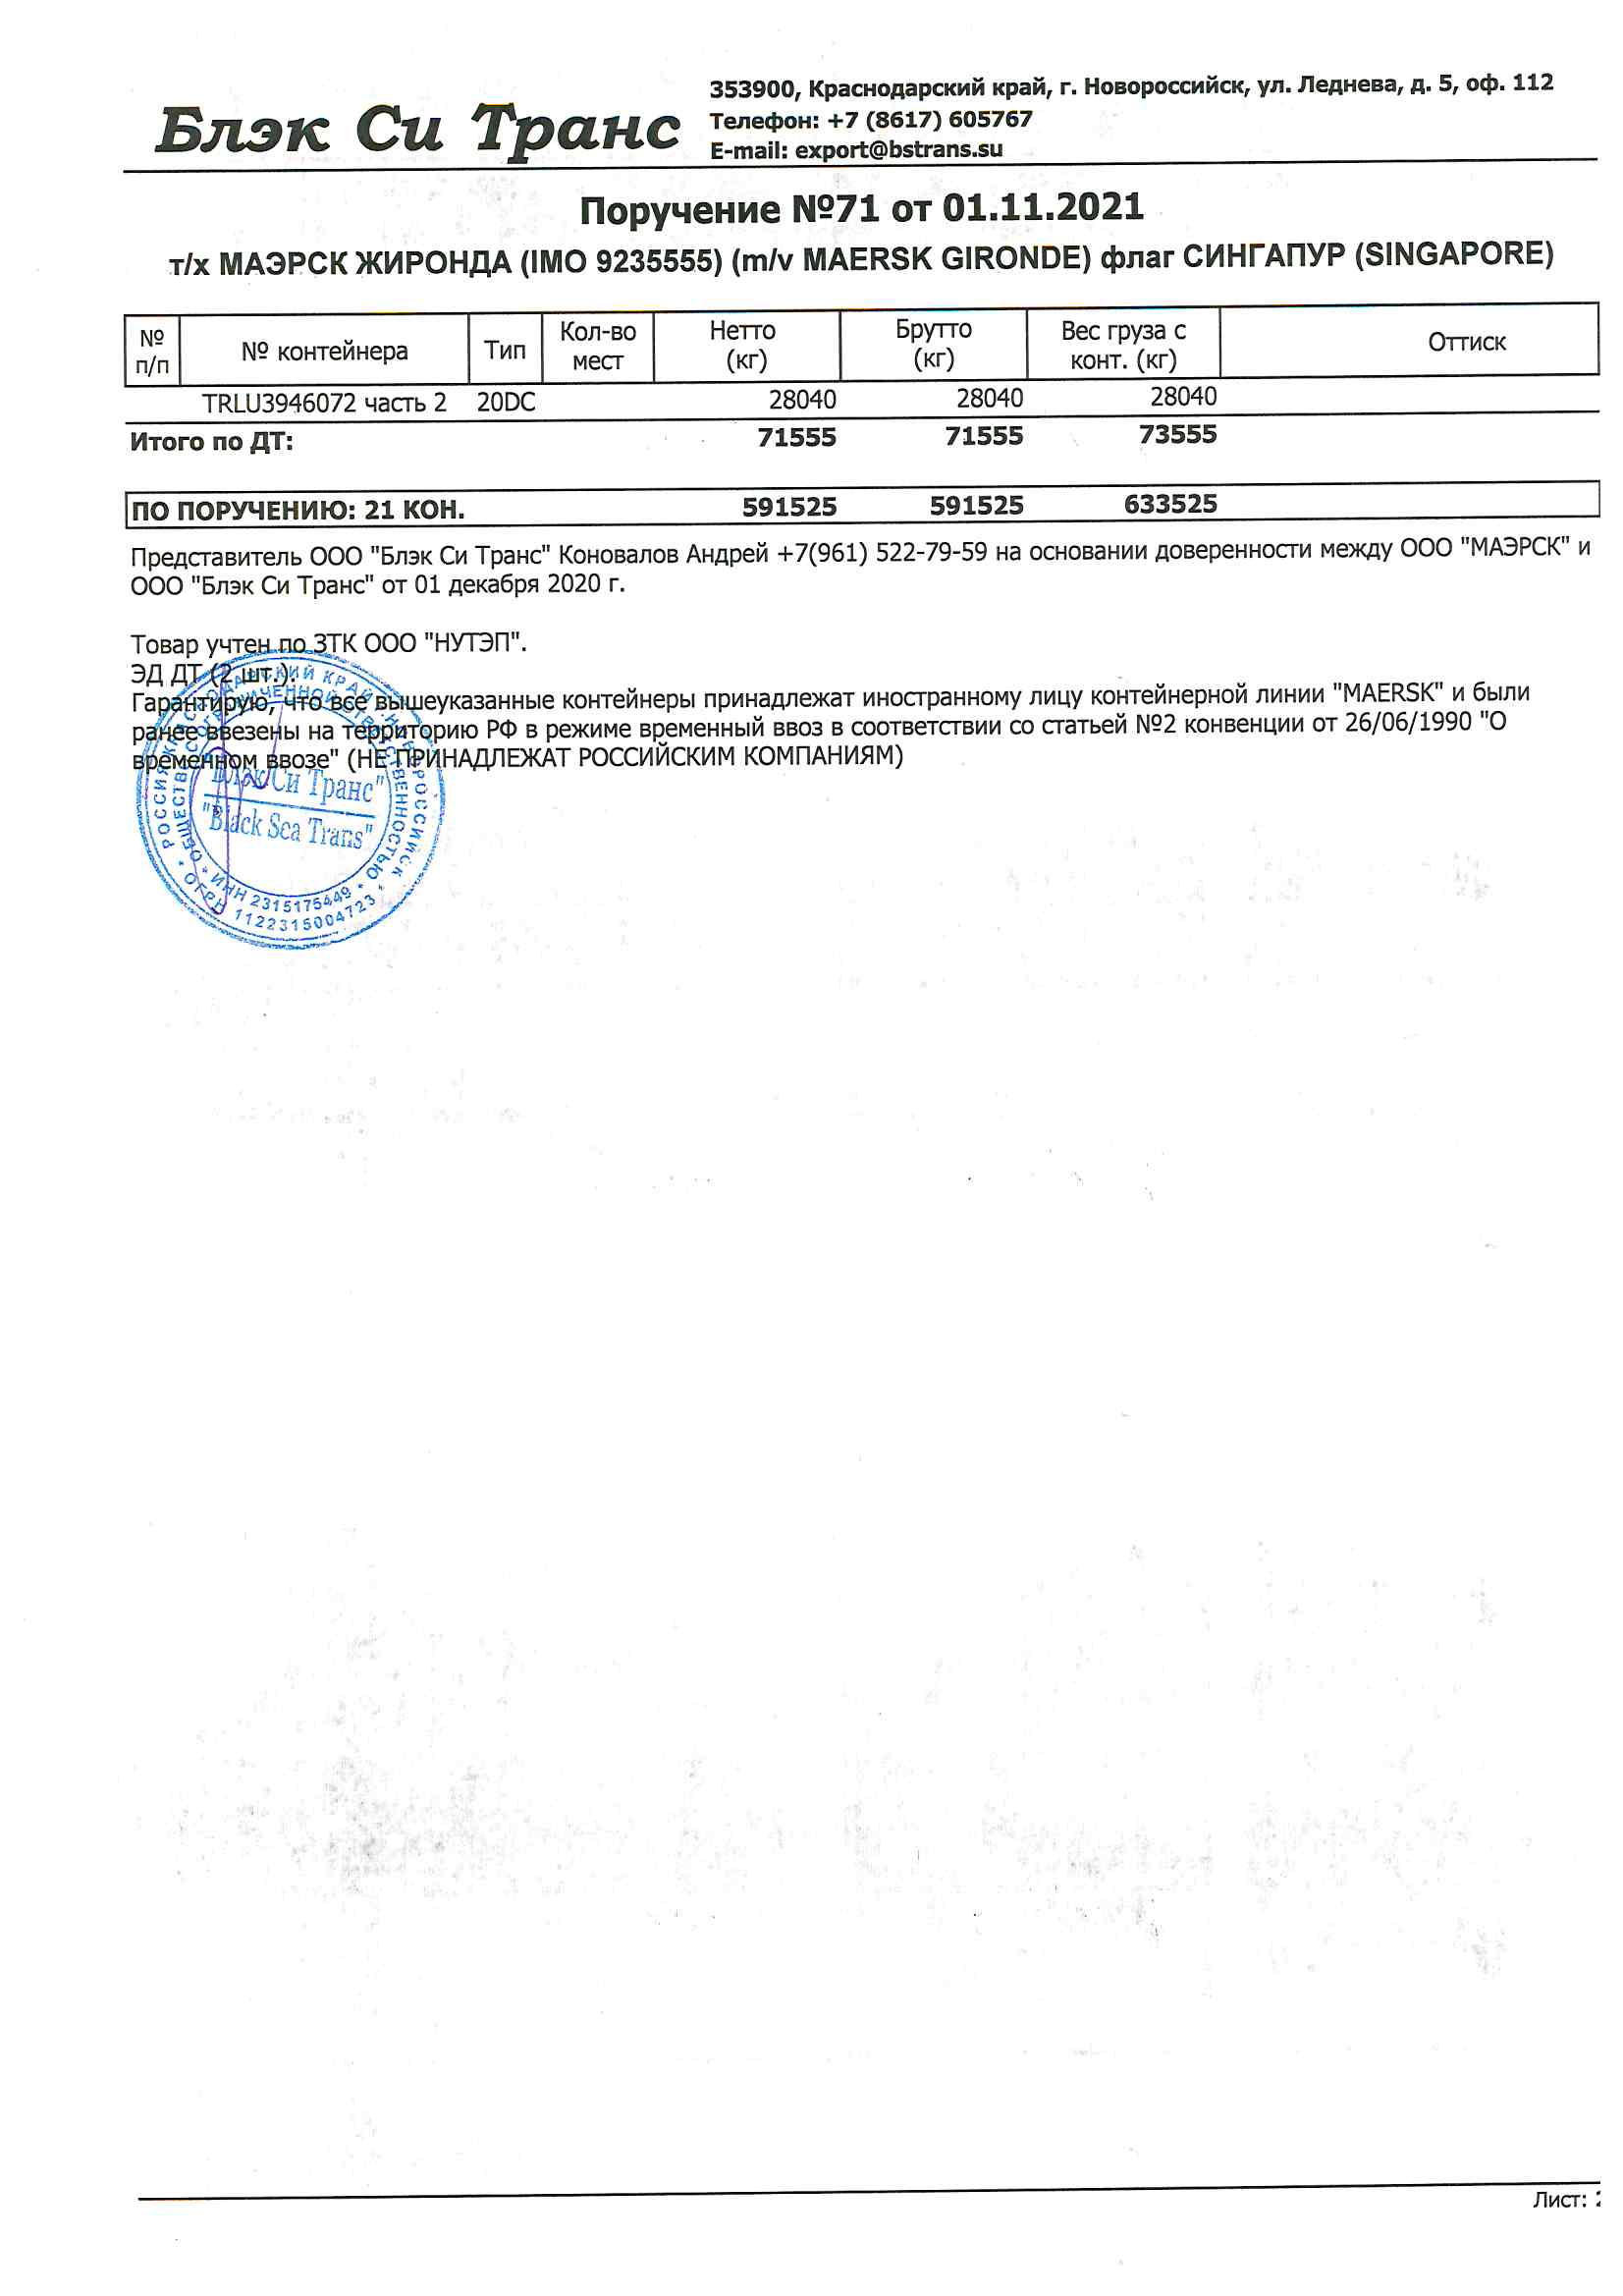 Блэк Си Транс
353900, Краснодарский край, г. Новороссийск, ул. Леднева, д. 5, оф. 112
Телефон: +7 (8617) 605767
E-mail: export@bstrans.su
Поручение №71 от 01.11.2021
т/х МАЭРСК ЖИРОНДА (IMO 9235555) (m/v MAERSK GIRONDE) флаг СИНГАПУР (SINGAPORE)
№ п/п № контейнера Тип Кол-во мест Нетто (кг) Брутто (кг) Вес груза с конт. (кг) Оттиск
TRLU3946072 часть 2 20DC 28040 28040 28040
Итого по ДТ: 71555 71555 73555
ПО ПОРУЧЕНИЮ: 21 КОН. 591525 591525 633525
Представитель ООО "Блэк Си Транс" Коновалов Андрей +7(961) 522-79-59 на основании доверенности между ООО "МАЭРСК" и
ООО "Блэк Си Транс" от 01 декабря 2020 г.
Товар учтен по ЗТК ООО "НУТЭП".
ЭД ДТ (2 шт.).
Гарантирую, что все вышеуказанные контейнеры принадлежат иностранному лицу контейнерной линии "MAERSK" и были
ранее ввезены на территорию РФ в режиме временный ввоз в соответствии со статьей №2 конвенции от 26/06/1990 "О
временном ввозе" (НЕ ПРИНАДЛЕЖАТ РОССИЙСКИМ КОМПАНИЯМ)
РОССИЯ КРАСНОДАРСКИЙ КРАЙ Г. НОВОРОССИЙСК
ОБЩЕСТВО С ОГРАНИЧЕННОЙ ОТВЕТСТВЕННОСТЬЮ
"Блэк Си Транс"
"Black Sea Trans"
* ИНН 2315175449 *
* ОГРН 1122315004723 *
Лист: